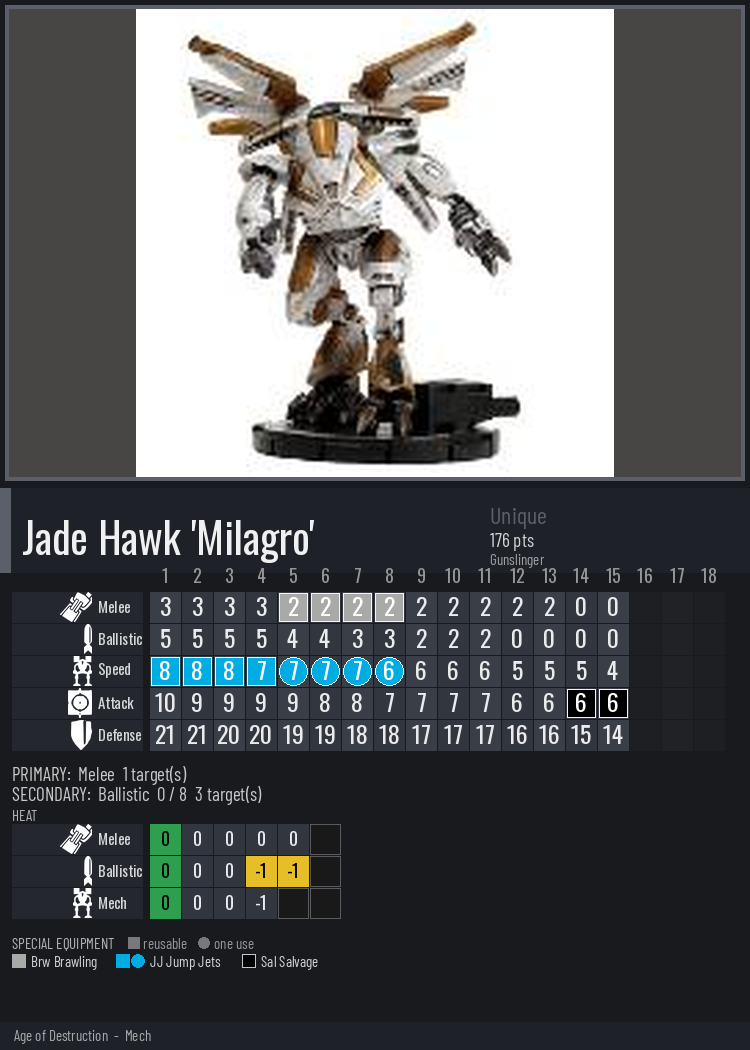 Jade Hawk 'Milagro'
Unique
176 pts
Gunslinger
1 2 3 4 5 6 7 8 9 10 11 12 13 14 15 16 17 18
Melee 3 3 3 3 2 2 2 2 2 2 2 2 2 0 0
Ballistic 5 5 5 5 4 4 3 3 2 2 2 0 0 0 0
Speed 8 8 8 7 7 7 7 6 6 6 6 5 5 5 4
Attack 10 9 9 9 9 8 8 7 7 7 7 6 6 6 6
Defense 21 21 20 20 19 19 18 18 17 17 17 16 16 15 14
PRIMARY: Melee 1 target(s)
SECONDARY: Ballistic 0 / 8 3 target(s)
HEAT
Melee 0 0 0 0 0
Ballistic 0 0 0 -1 -1
Mech 0 0 0 -1
SPECIAL EQUIPMENT reusable one use
Brw Brawling JJ Jump Jets Sal Salvage
Age of Destruction - Mech